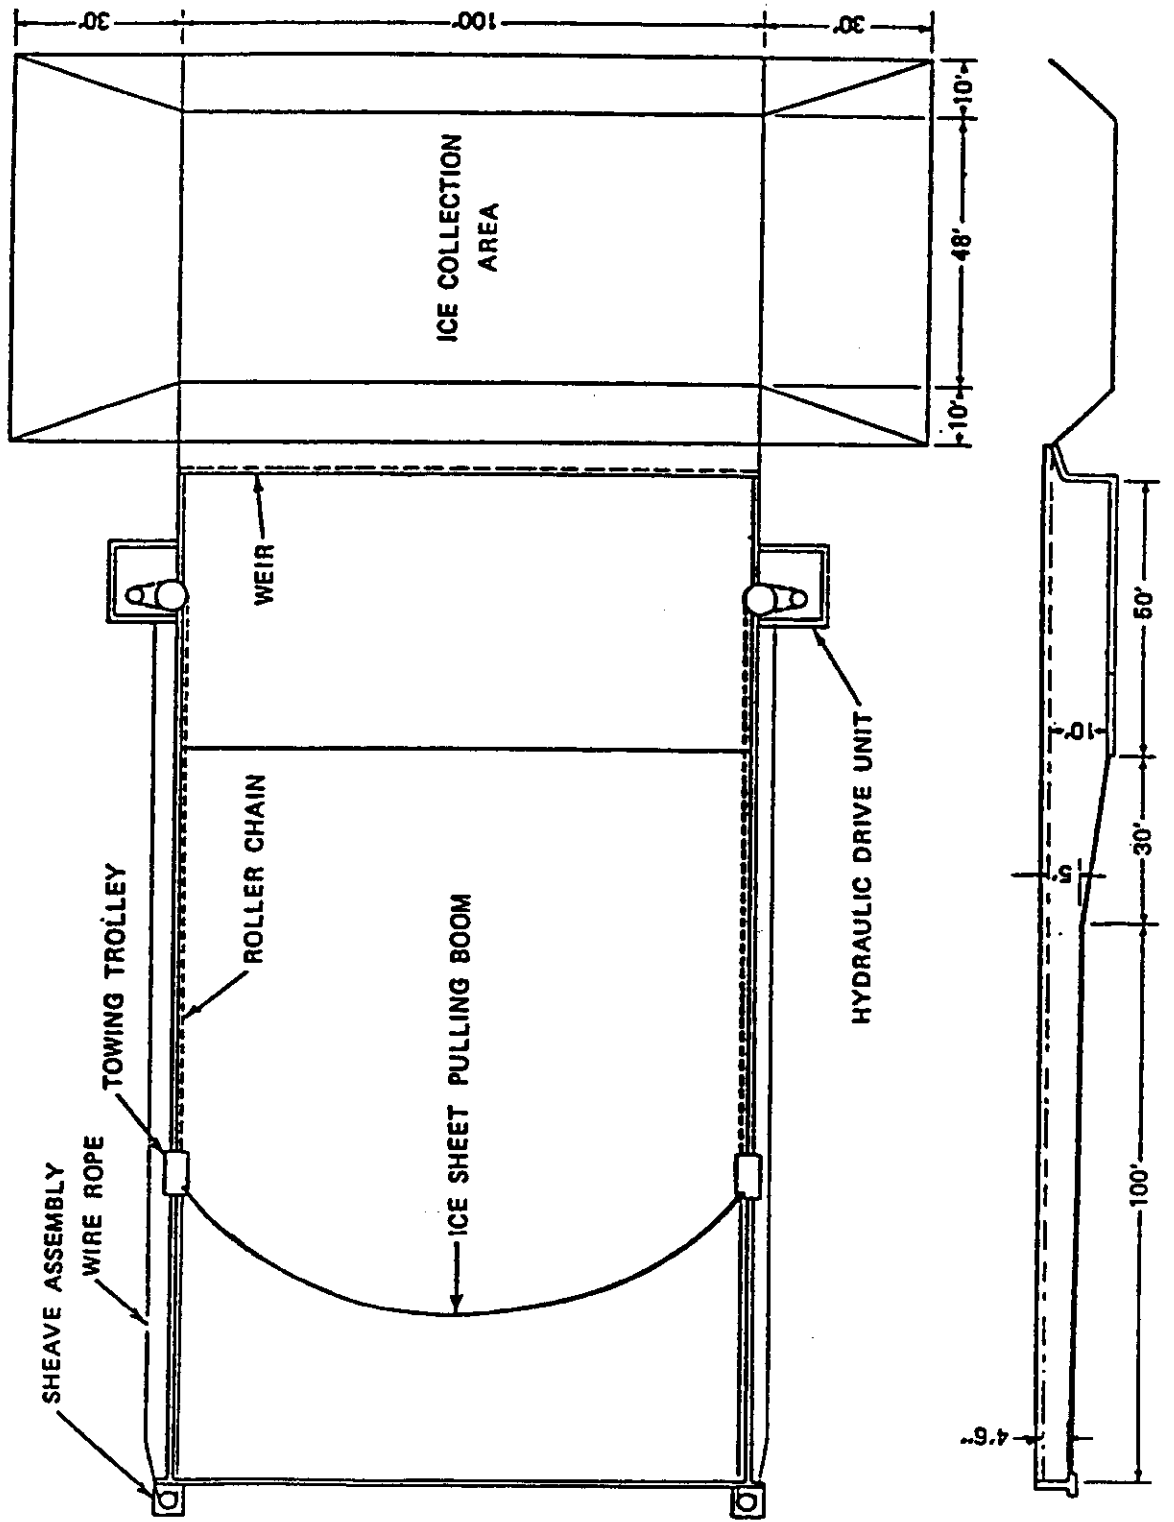 SHEAVE ASSEMBLY
WIRE ROPE
TOWING TROLLEY
ROLLER CHAIN
WEIR
ICE COLLECTION
AREA
ICE SHEET PULLING BOOM
HYDRAULIC DRIVE UNIT
30'
100'
30'
10'
48'
10'
4'6"
5'
10'
100'
30'
50'